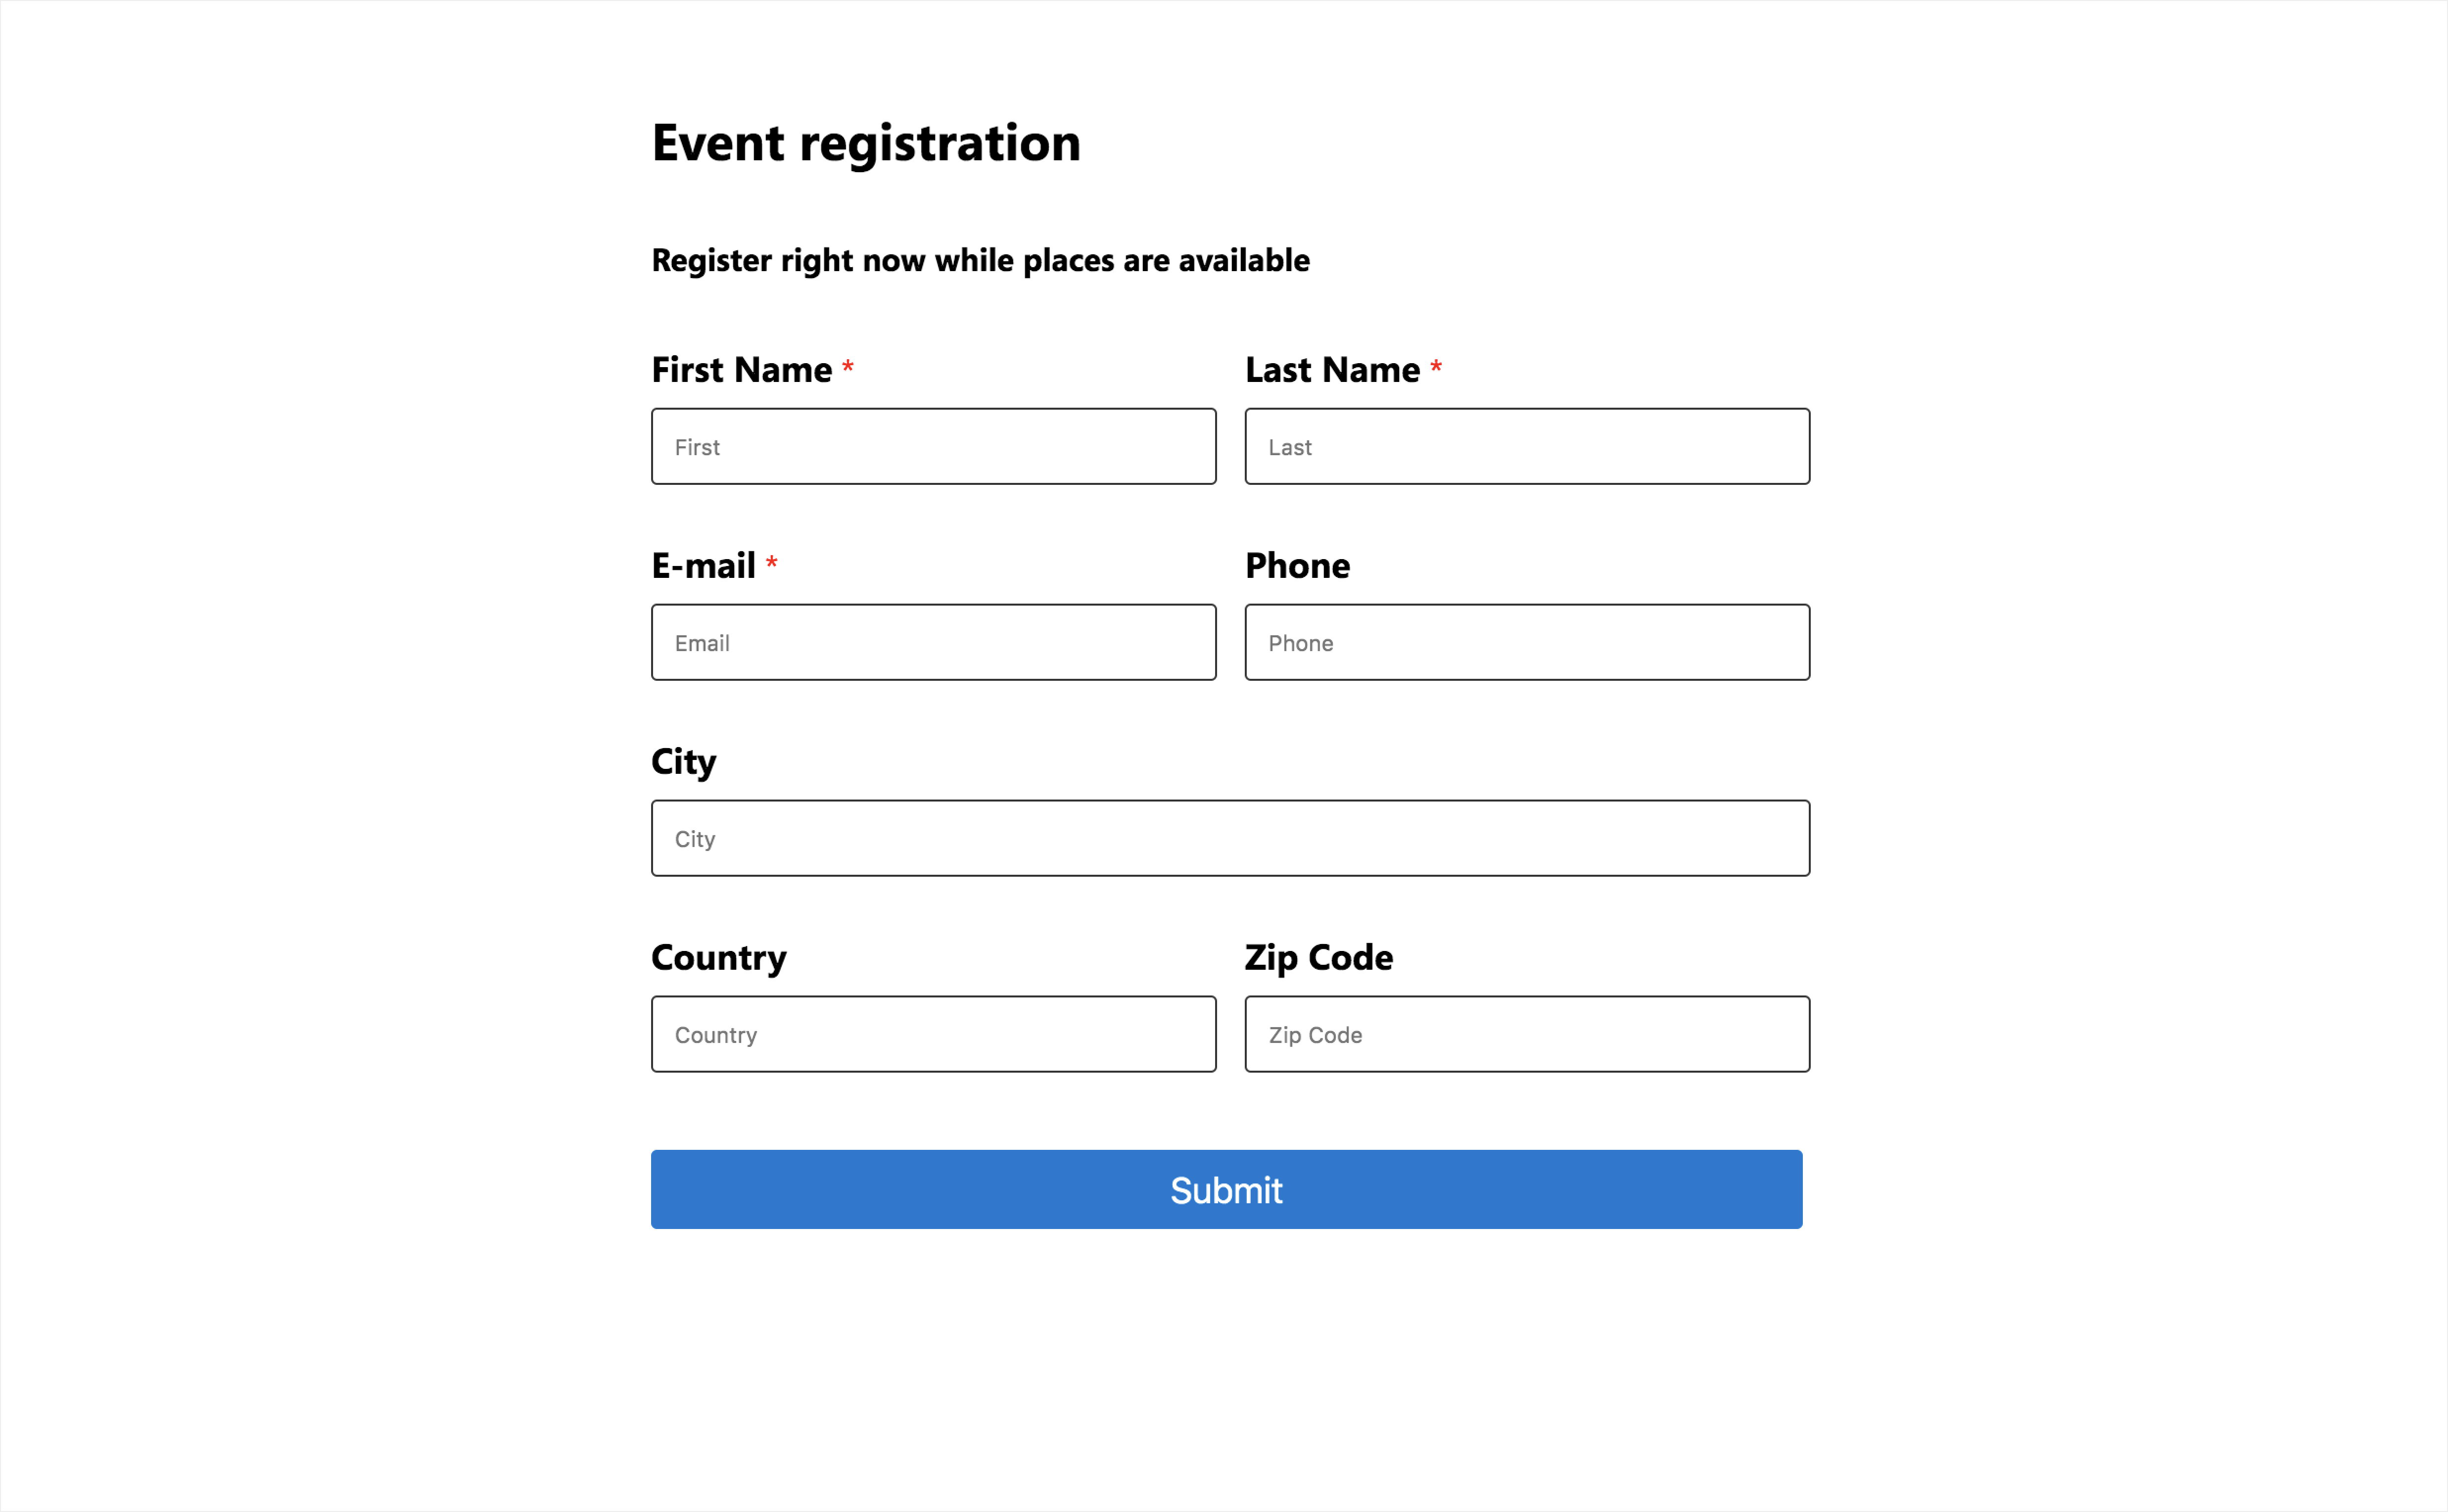 Event registration
Register right now while places are available
First Name * Last Name *
First Last
E-mail * Phone
Email Phone
City
City
Country Zip Code
Country Zip Code
Submit